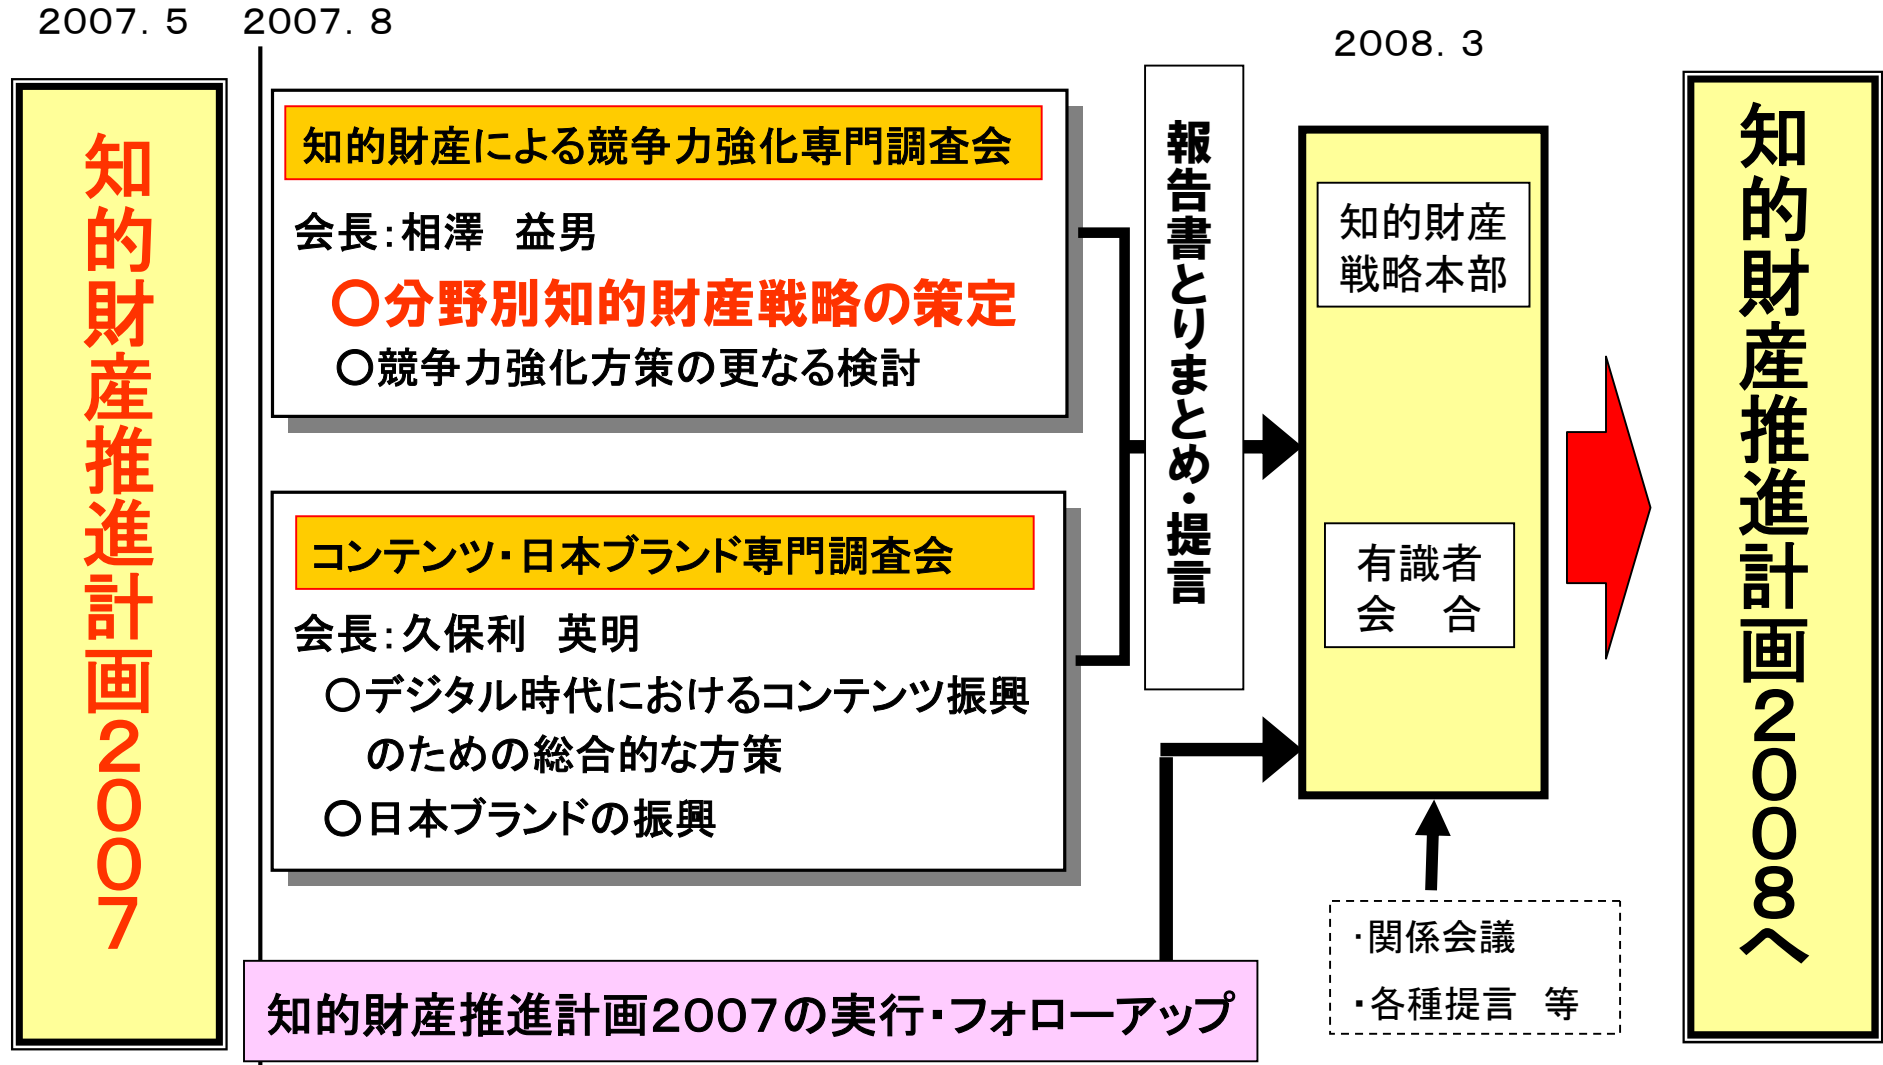 ２００７．５
２００７．８
２００８．３
知的財産推進計画２００７
知的財産による競争力強化専門調査会
会長：相澤　益男
○分野別知的財産戦略の策定
○競争力強化方策の更なる検討
コンテンツ・日本ブランド専門調査会
会長：久保利　英明
○デジタル時代におけるコンテンツ振興
のための総合的な方策
○日本ブランドの振興
報告書とりまとめ・提言
知的財産
戦略本部
有識者
会　合
・関係会議
・各種提言　等
知的財産推進計画２００７の実行・フォローアップ
知的財産推進計画２００８へ